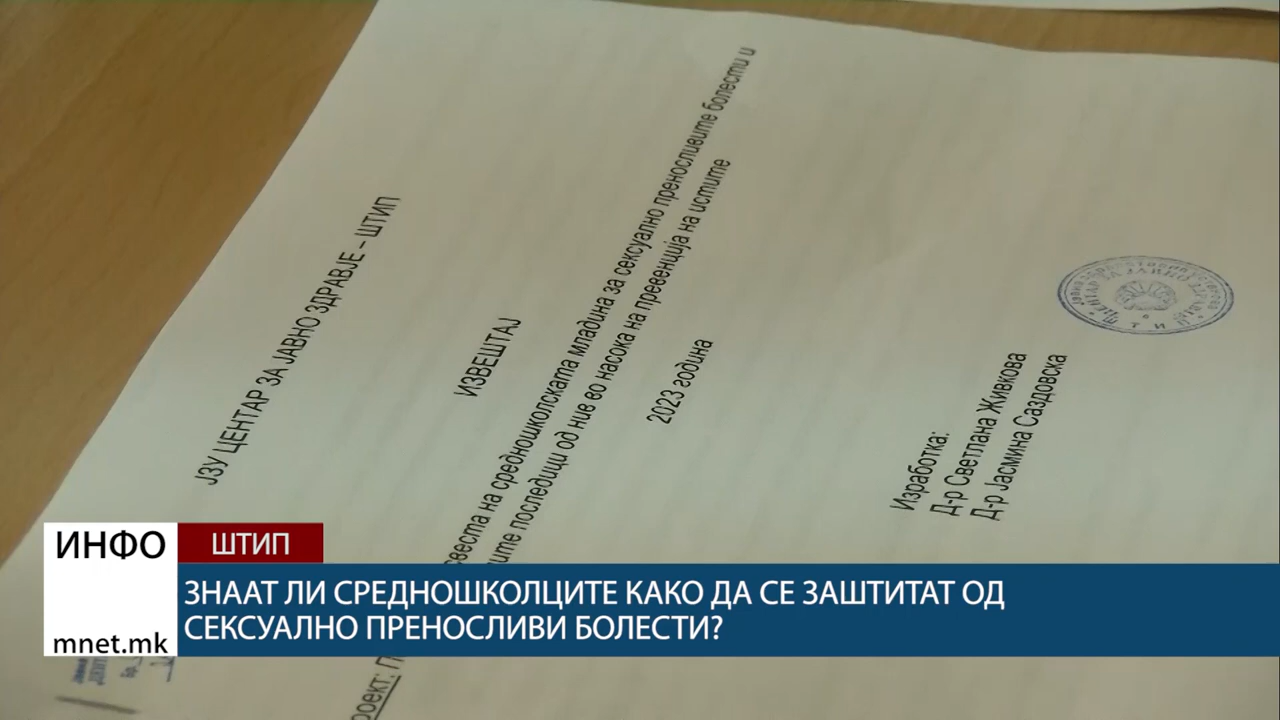 ЈЗУ ЦЕНТАР ЗА ЈАВНО ЗДРАВЈЕ – ШТИП
ИЗВЕШТАЈ
на средношколската младина за сексуално преносливите болести и
последици од нив во насока на превенција на истите
2023 година
Изработка:
Д-р Светлана Живкова
Д-р Јасмина Саздовска
ИНФО
ШТИП
ЗНААТ ЛИ СРЕДНОШКОЛЦИТЕ КАКО ДА СЕ ЗАШТИТАТ ОД
СЕКСУАЛНО ПРЕНОСЛИВИ БОЛЕСТИ?
mnet.mk